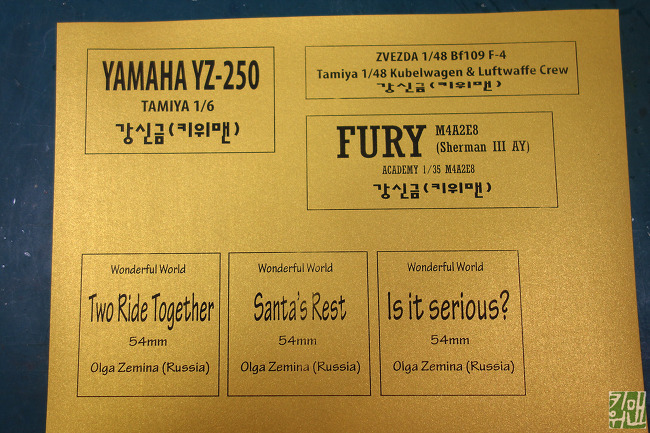 YAMAHA YZ-250
TAMIYA 1/6
강신금(키위맨)
ZVEZDA 1/48 Bf109 F-4
Tamiya 1/48 Kubelwagen & Luftwaffe Crew
강신금(키위맨)
FURY
M4A2E8
(Sherman III AY)
ACADEMY 1/35 M4A2E8
강신금(키위맨)
Wonderful World
Two Ride Together
54mm
Olga Zemina (Russia)
Wonderful World
Santa's Rest
54mm
Olga Zemina (Russia)
Wonderful World
Is it serious?
54mm
Olga Zemina (Russia)
키위맨